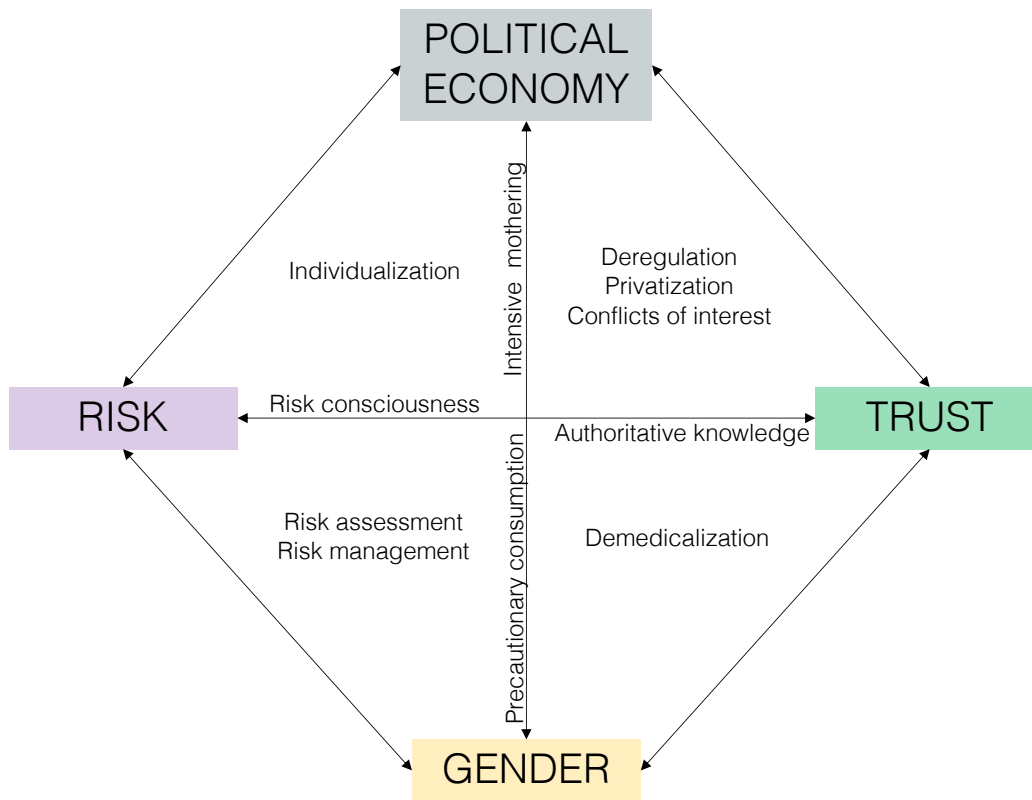 POLITICAL
ECONOMY
Intensive mothering
Individualization
Deregulation
Privatization
Conflicts of interest
RISK
Risk consciousness
Authoritative knowledge
TRUST
Precautionary consumption
Risk assessment
Risk management
Demedicalization
GENDER